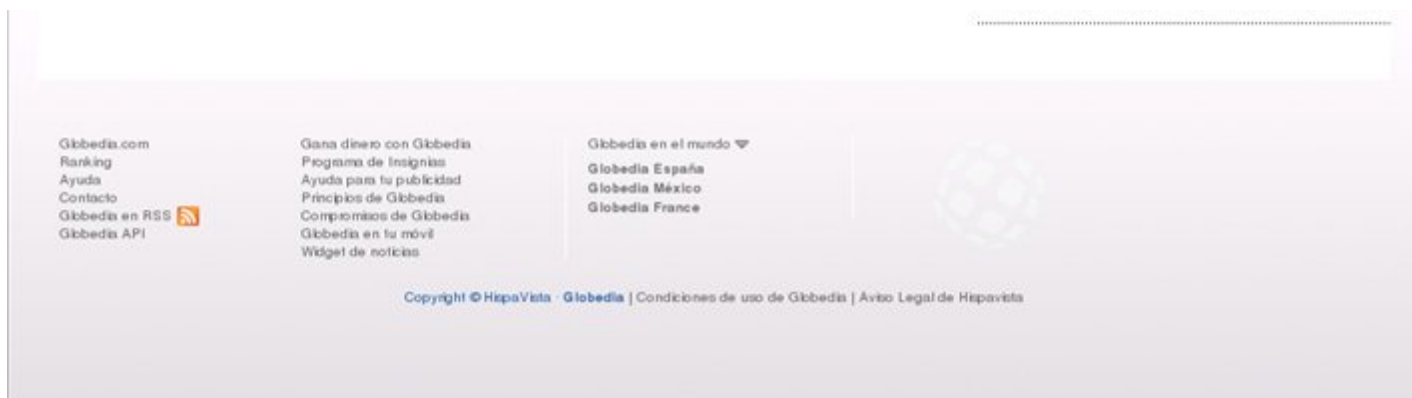 Globedia.com
Ranking
Ayuda
Contacto
Globedia en RSS
Globedia API
Gana dinero con Globedia
Programa de Insignias
Ayuda para tu publicidad
Principios de Globedia
Compromisos de Globedia
Globedia en tu móvil
Widget de noticias
Globedia en el mundo
Globedia España
Globedia México
Globedia France
Copyright © HispaVista · Globedia | Condiciones de uso de Globedia | Aviso Legal de Hispavista